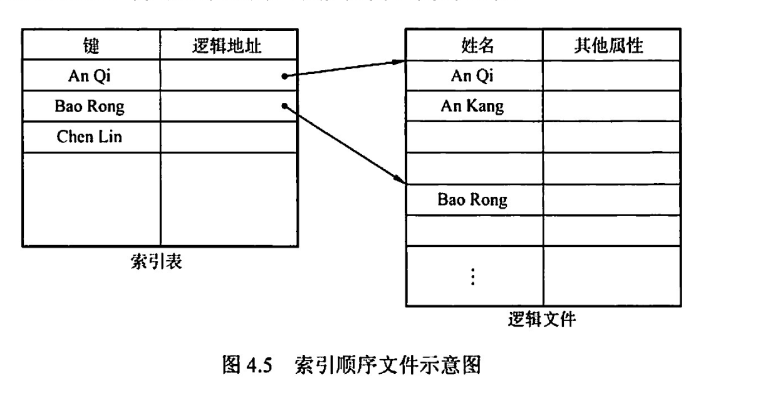 键 逻辑地址
An Qi
Bao Rong
Chen Lin
索引表
姓名 其他属性
An Qi
An Kang
Bao Rong
⋮
逻辑文件
图 4.5 索引顺序文件示意图